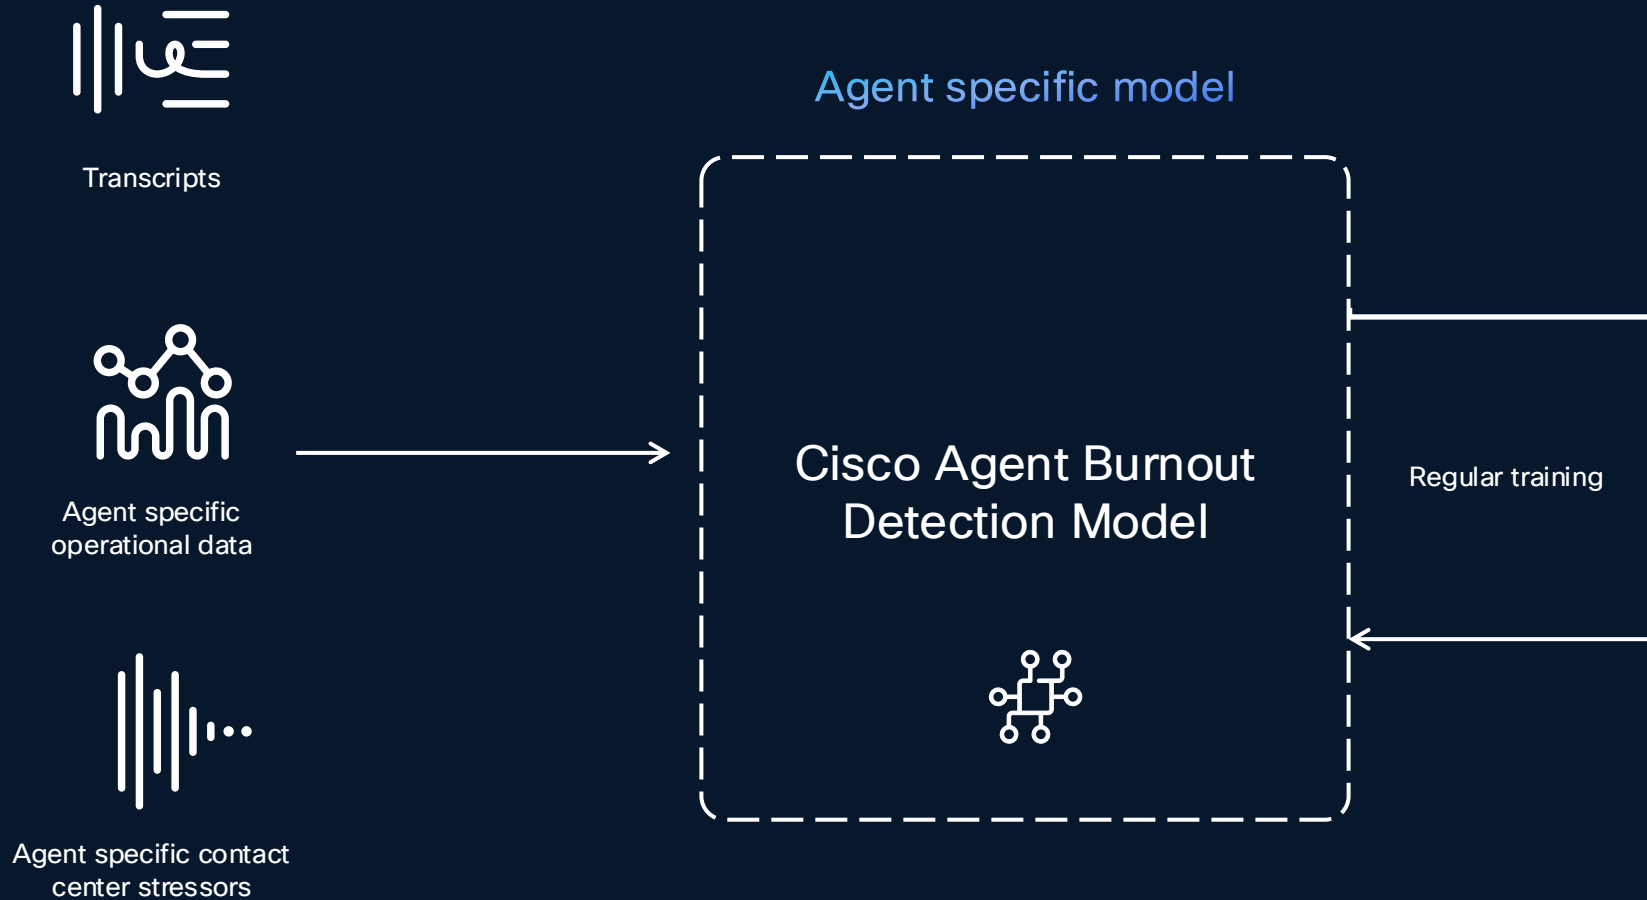 Transcripts
Agent specific model
Agent specific
operational data
Cisco Agent Burnout
Detection Model
Regular training
Agent specific contact
center stressors